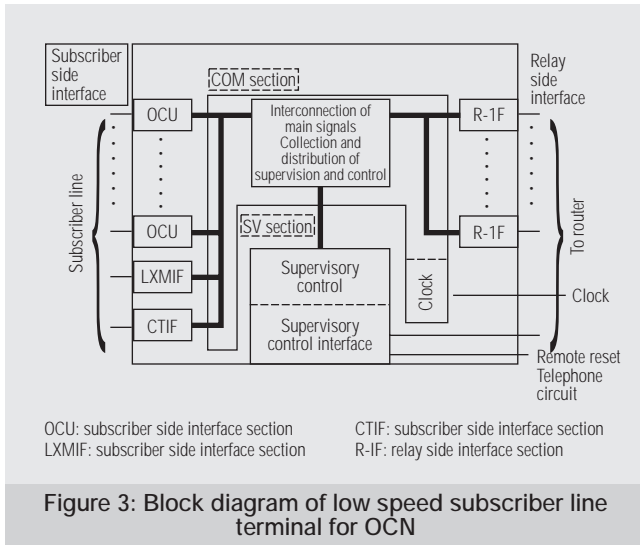 Subscriber
side
interface
COM section
Relay
side
interface
OCU
Interconnection of
main signals
Collection and
distribution of
supervision and control
R-1F
Subscriber line
OCU
SV section
R-1F
To router
LXMIF
Supervisory
control
Clock
Clock
CTIF
Supervisory
control interface
Remote reset
Telephone
circuit
OCU: subscriber side interface section
CTIF: subscriber side interface section
LXMIF: subscriber side interface section
R-IF: relay side interface section
Figure 3: Block diagram of low speed subscriber line
terminal for OCN